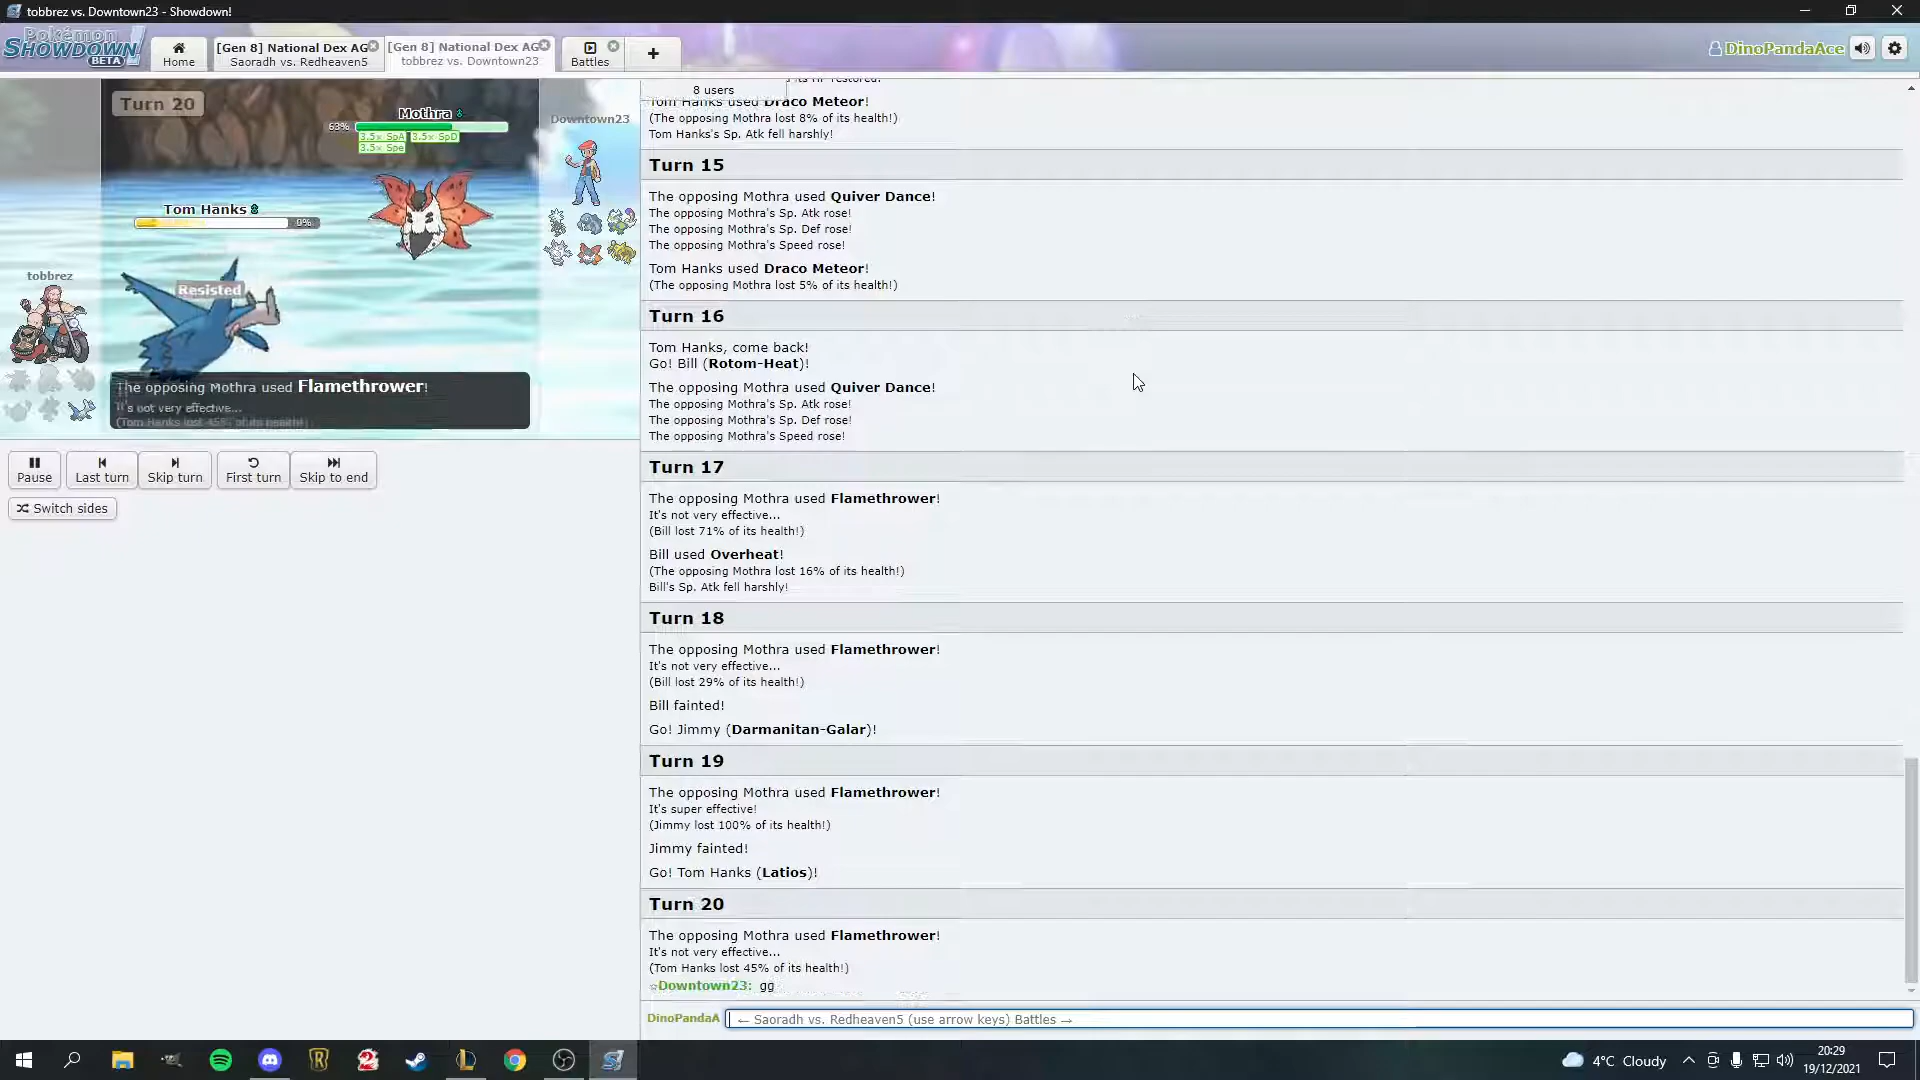 tobbrez vs. Downtown23 - Showdown!
Pokémon
SHOWDOWN!
BETA
Home
[Gen 8] National Dex AG
Saoradh vs. Redheaven5
[Gen 8] National Dex AG
tobbrez vs. Downtown23
Battles
DinoPandaAce
Turn 20
Mothra
63%
3.5× SpA
3.5× SpD
3.5× Spe
Downtown23
Tom Hanks
tobbrez
Resisted
The opposing Mothra used Flamethrower!
It's not very effective...
(Tom Hanks lost 45% of its health!)
Pause
Last turn
Skip turn
First turn
Skip to end
Switch sides
8 users
its HP restored.
Tom Hanks used Draco Meteor!
(The opposing Mothra lost 8% of its health!)
Tom Hanks's Sp. Atk fell harshly!
Turn 15
The opposing Mothra used Quiver Dance!
The opposing Mothra's Sp. Atk rose!
The opposing Mothra's Sp. Def rose!
The opposing Mothra's Speed rose!
Tom Hanks used Draco Meteor!
(The opposing Mothra lost 5% of its health!)
Turn 16
Tom Hanks, come back!
Go! Bill (Rotom-Heat)!
The opposing Mothra used Quiver Dance!
The opposing Mothra's Sp. Atk rose!
The opposing Mothra's Sp. Def rose!
The opposing Mothra's Speed rose!
Turn 17
The opposing Mothra used Flamethrower!
It's not very effective...
(Bill lost 71% of its health!)
Bill used Overheat!
(The opposing Mothra lost 16% of its health!)
Bill's Sp. Atk fell harshly!
Turn 18
The opposing Mothra used Flamethrower!
It's not very effective...
(Bill lost 29% of its health!)
Bill fainted!
Go! Jimmy (Darmanitan-Galar)!
Turn 19
The opposing Mothra used Flamethrower!
It's super effective!
(Jimmy lost 100% of its health!)
Jimmy fainted!
Go! Tom Hanks (Latios)!
Turn 20
The opposing Mothra used Flamethrower!
It's not very effective...
(Tom Hanks lost 45% of its health!)
☆Downtown23: gg
DinoPandaA
← Saoradh vs. Redheaven5 (use arrow keys) Battles →
4°C Cloudy
20:29
19/12/2021